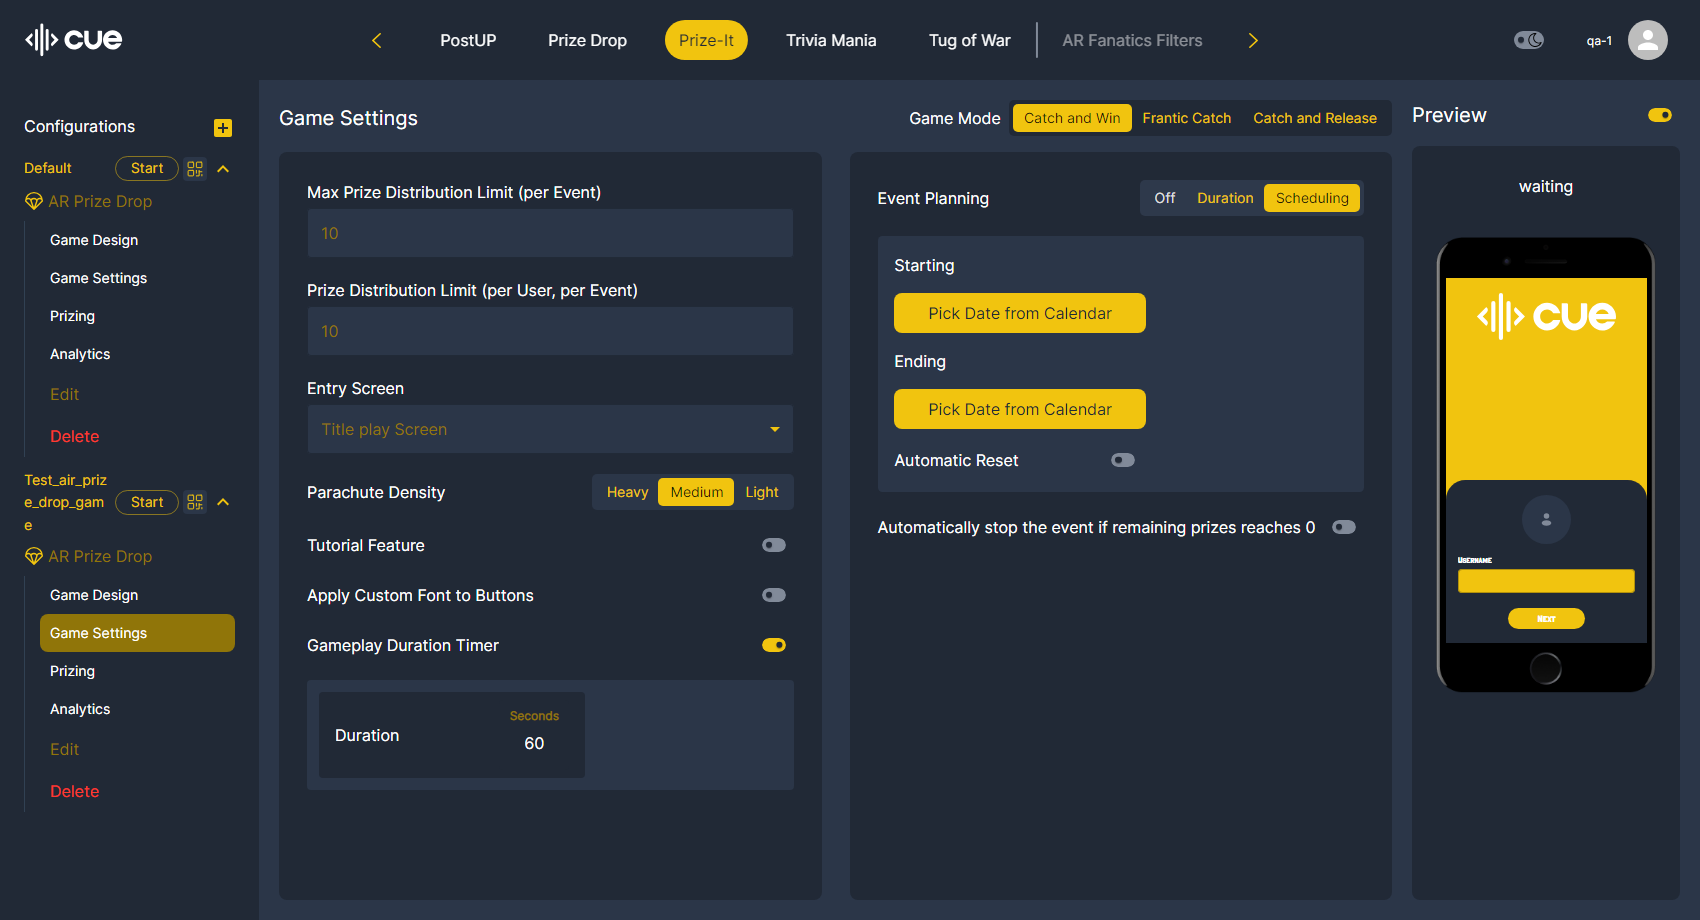 cue
PostUP
Prize Drop
Prize-It
Trivia Mania
Tug of War
AR Fanatics Filters
qa-1
Configurations
Default
Start
AR Prize Drop
Game Design
Game Settings
Prizing
Analytics
Edit
Delete
Test_air_priz
e_drop_gam
e
Start
AR Prize Drop
Game Design
Game Settings
Prizing
Analytics
Edit
Delete
Game Settings
Game Mode
Catch and Win
Frantic Catch
Catch and Release
Max Prize Distribution Limit (per Event)
10
Prize Distribution Limit (per User, per Event)
10
Entry Screen
Title play Screen
Parachute Density
Heavy
Medium
Light
Tutorial Feature
Apply Custom Font to Buttons
Gameplay Duration Timer
Duration
Seconds
60
Event Planning
Off
Duration
Scheduling
Starting
Pick Date from Calendar
Ending
Pick Date from Calendar
Automatic Reset
Automatically stop the event if remaining prizes reaches 0
Preview
waiting
cue
Username
Next